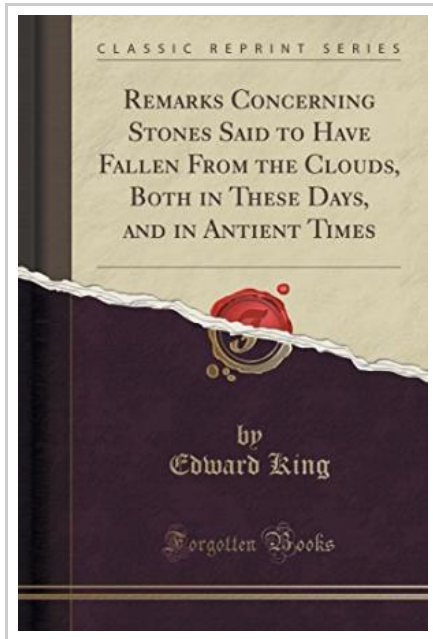 CLASSIC REPRINT SERIES
REMARKS CONCERNING
STONES SAID TO HAVE
FALLEN FROM THE CLOUDS,
BOTH IN THESE DAYS,
AND IN ANTIENT TIMES
F
by
Edward King
Forgotten Books